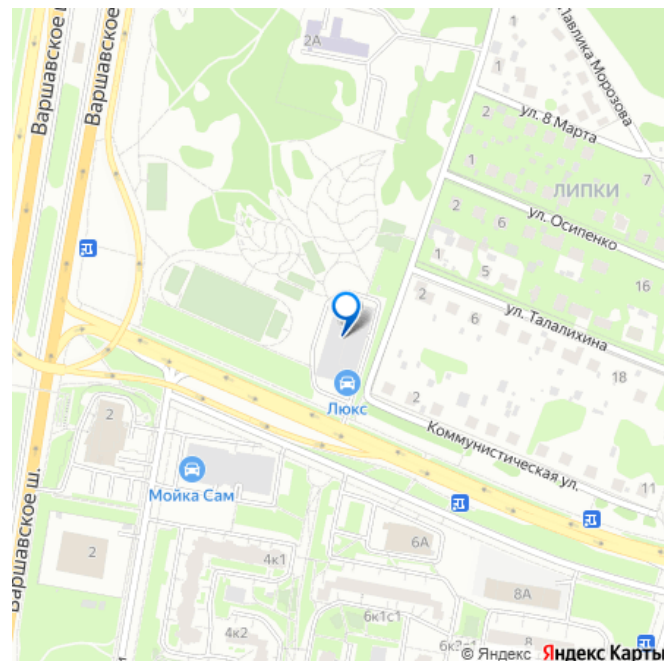 Варшавское ш
Варшавское
2А
1
Павлика Морозова
1
2
ул. 8 Марта
1
7
ЛИПКИ
2
6
ул. Осипенко
1
5
16
2
6
ул. Талалихина
18
Люкс
2
Коммунистическая ул.
11
2
Мойка Сам
Варшавское ш.
2
4к1
6А
8А
4к2
6к1с1
8
© Яндекс Яндекс Карты